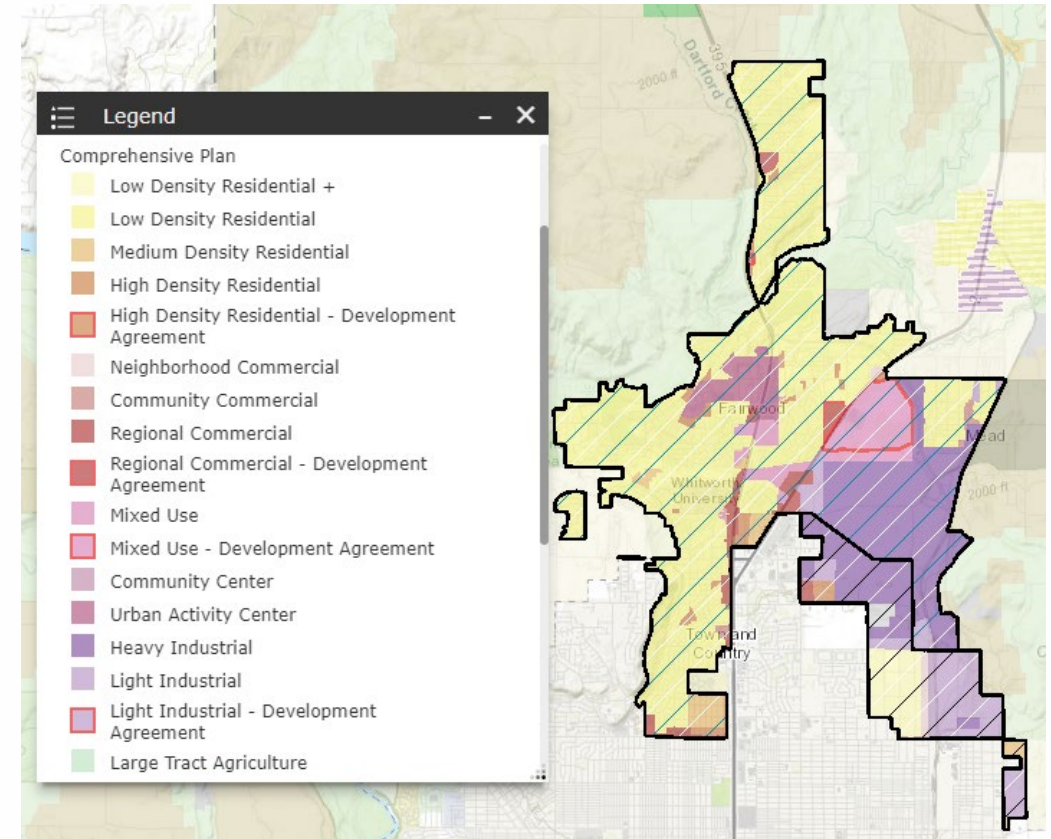 Legend
Comprehensive Plan
Low Density Residential +
Low Density Residential
Medium Density Residential
High Density Residential
High Density Residential - Development
Agreement
Neighborhood Commercial
Community Commercial
Regional Commercial
Regional Commercial - Development
Agreement
Mixed Use
Mixed Use - Development Agreement
Community Center
Urban Activity Center
Heavy Industrial
Light Industrial
Light Industrial - Development
Agreement
Large Tract Agriculture
395
Dartford
2000 ft
Fairwood
Mead
Whitworth
University
2000 ft
Town and
Country